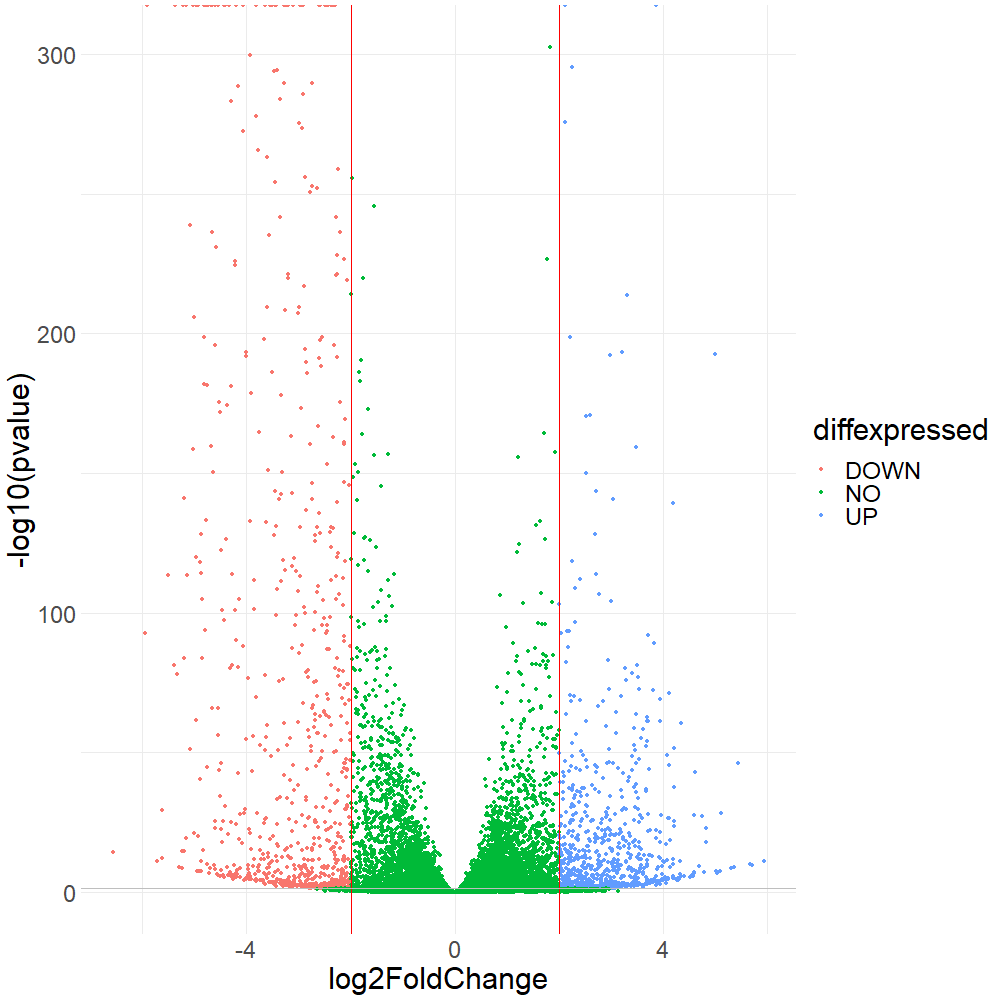 300
200
100
0
-4
0
4
log2FoldChange
-log10(pvalue)
diffexpressed
DOWN
NO
UP